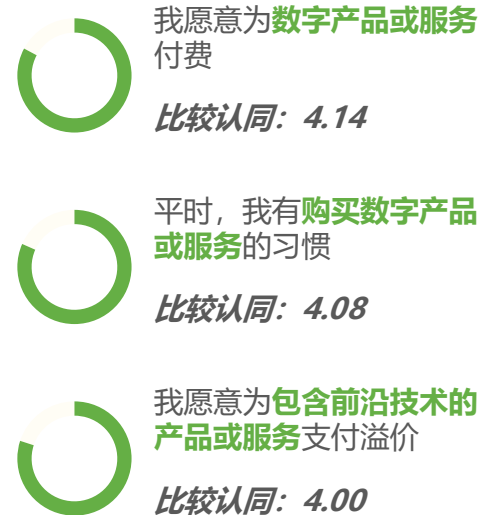 我愿意为数字产品或服务
付费
比较认同：4.14
平时，我有购买数字产品
或服务的习惯
比较认同：4.08
我愿意为包含前沿技术的
产品或服务支付溢价
比较认同：4.00